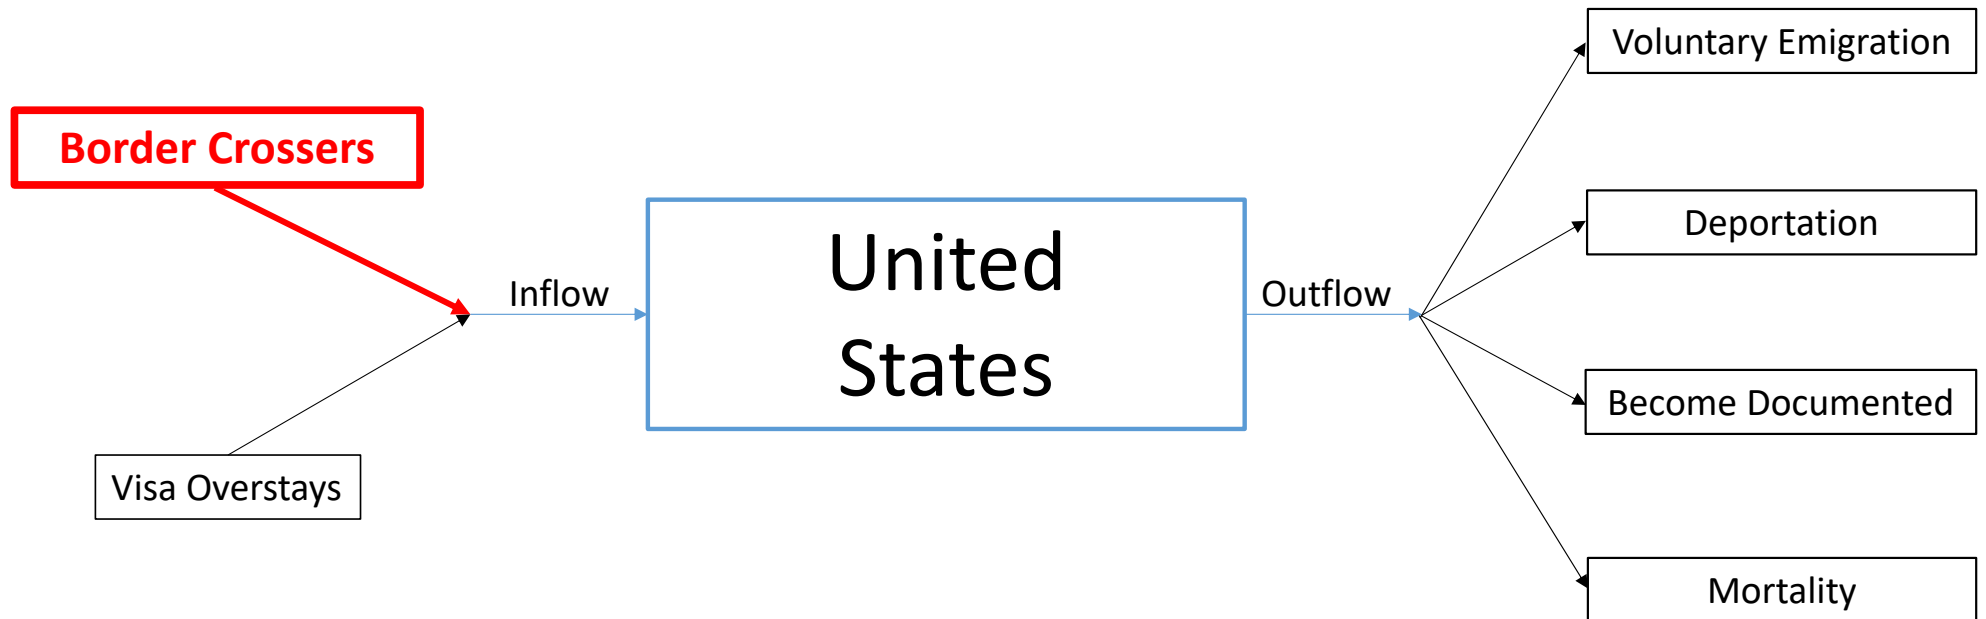 Voluntary Emigration
Border Crossers
Deportation
United
States
Inflow
Outflow
Become Documented
Visa Overstays
Mortality